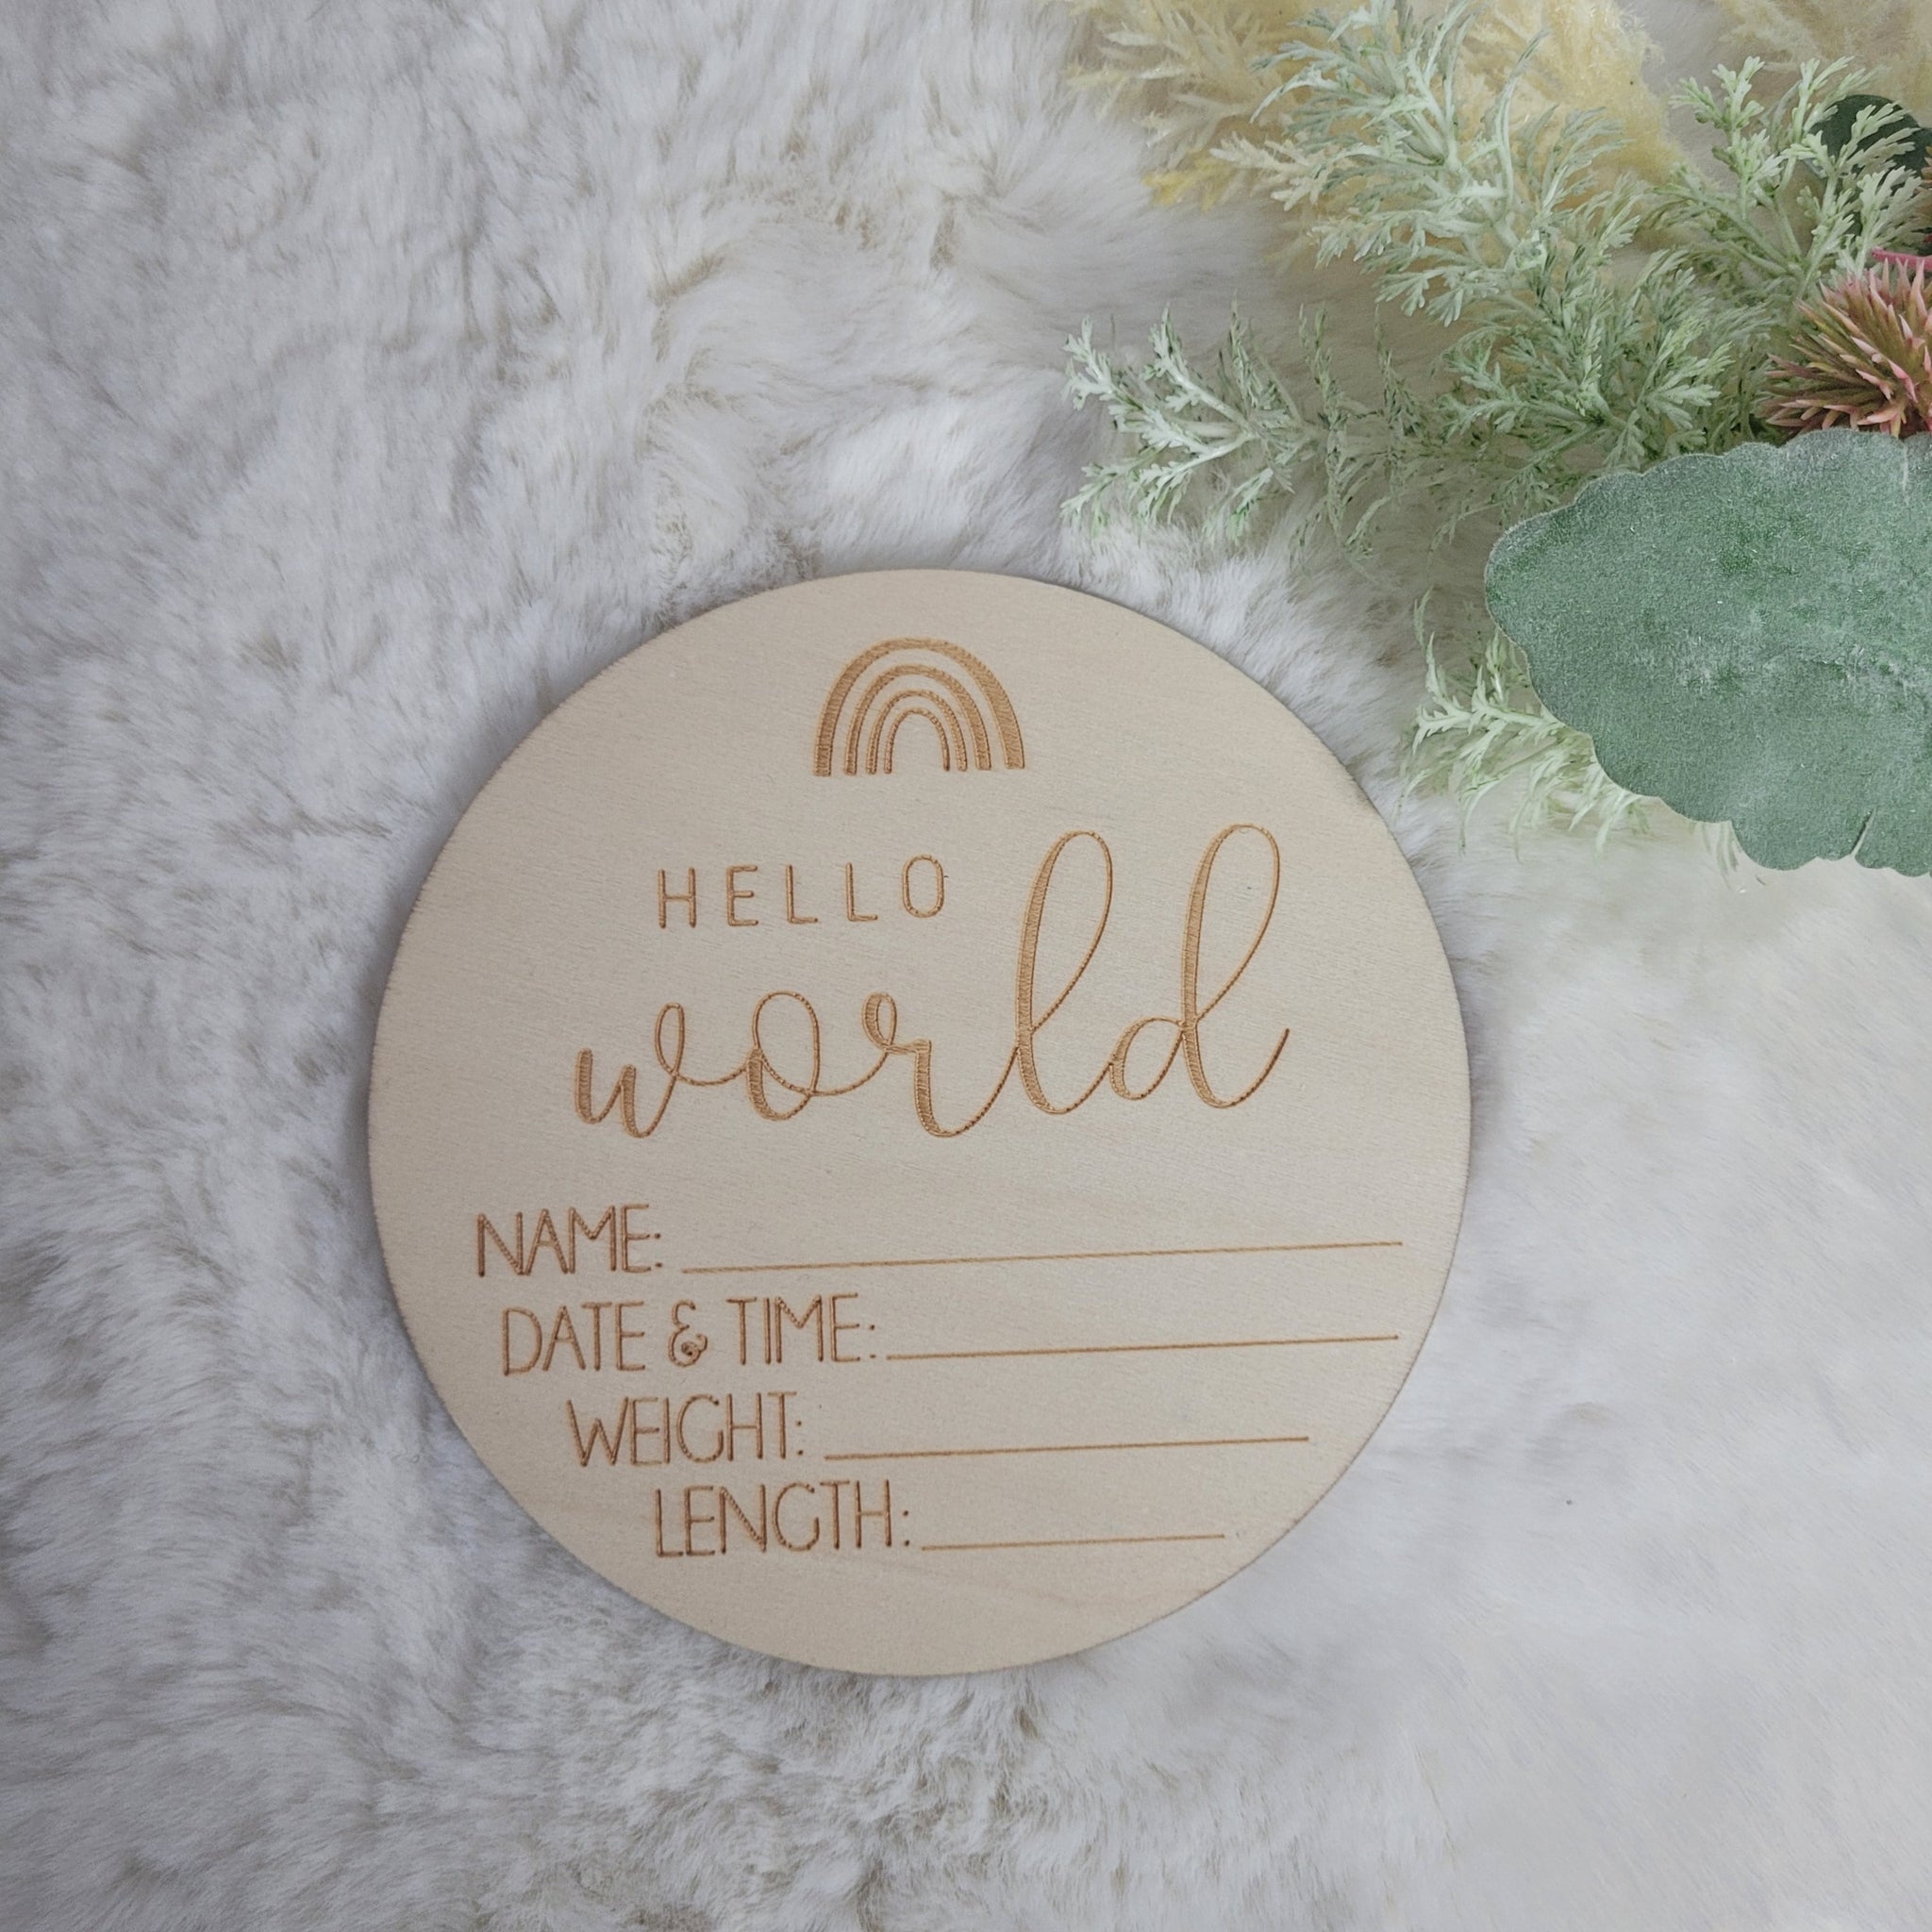 HELLO
world
NAME:
DATE & TIME:
WEIGHT:
LENGTH: